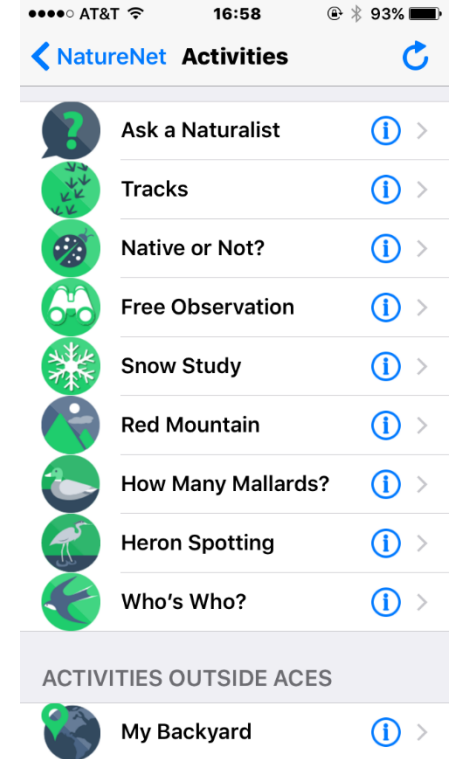 AT&T 16:58 93%
NatureNet Activities
Ask a Naturalist
Tracks
Native or Not?
Free Observation
Snow Study
Red Mountain
How Many Mallards?
Heron Spotting
Who's Who?
ACTIVITIES OUTSIDE ACES
My Backyard